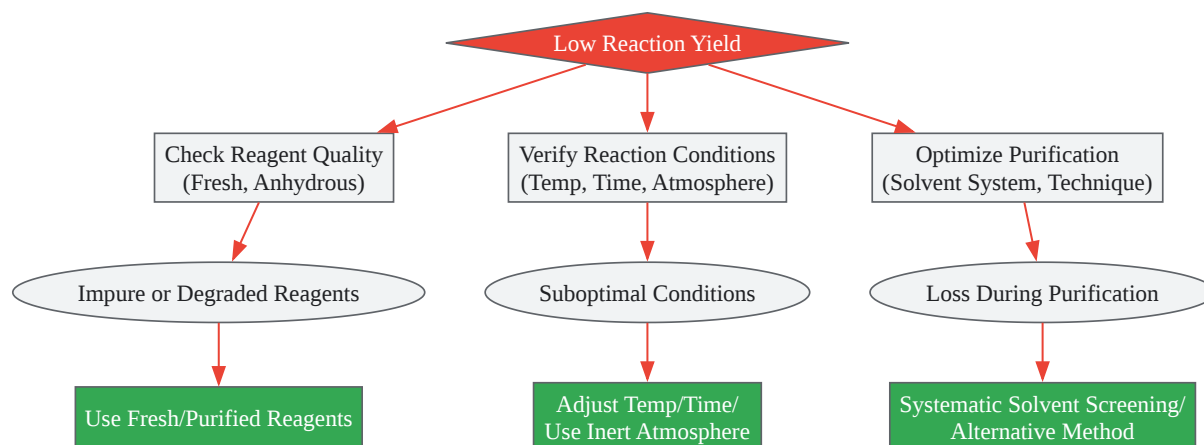 Low Reaction Yield
Check Reagent Quality
(Fresh, Anhydrous)
Verify Reaction Conditions
(Temp, Time, Atmosphere)
Optimize Purification
(Solvent System, Technique)
Impure or Degraded Reagents
Suboptimal Conditions
Loss During Purification
Use Fresh/Purified Reagents
Adjust Temp/Time/
Use Inert Atmosphere
Systematic Solvent Screening/
Alternative Method